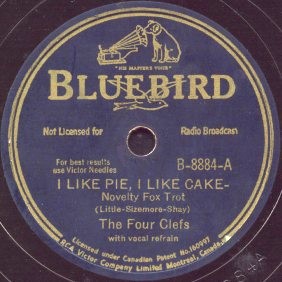 "HIS MASTER'S VOICE"
BLUEBIRD
Not Licensed for Radio Broadcast
For best results
use Victor Needles
B-8884-A
I LIKE PIE, I LIKE CAKE-
Novelty Fox Trot
(Little-Sizemore-Shay)
The Four Clefs
with vocal refrain
Licensed under Canadian Patent No. 160997
RCA Victor Company Limited Montreal, Canada.